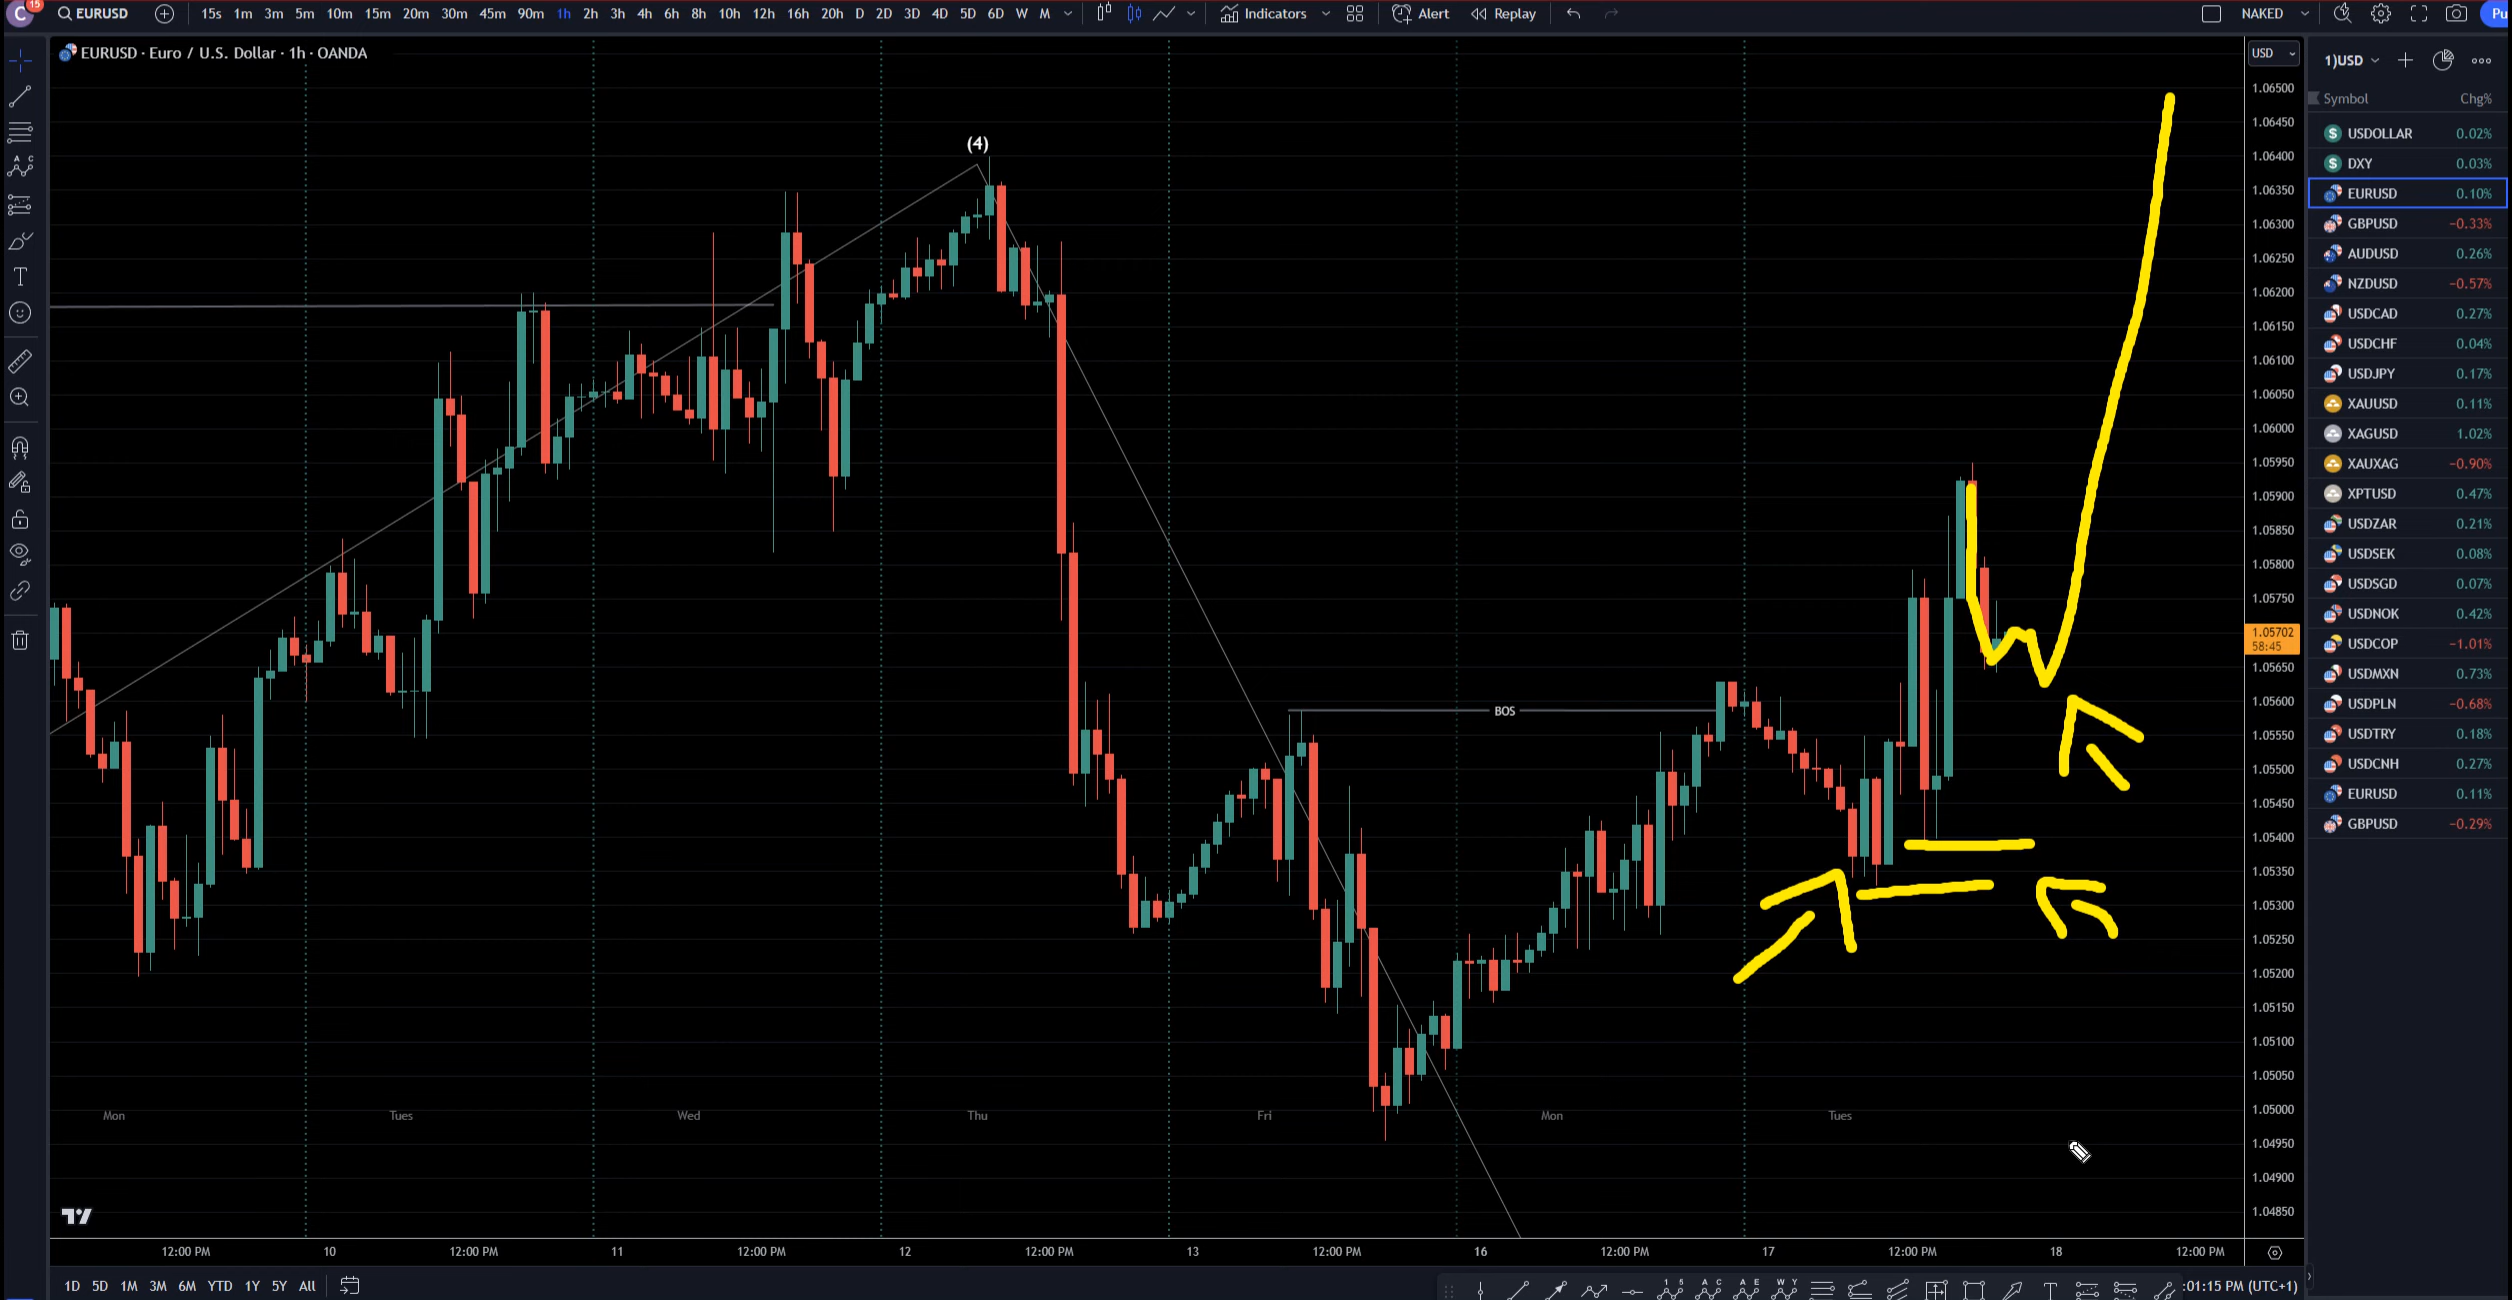 C 15 EURUSD 15s 1m 3m 5m 10m 15m 20m 30m 45m 90m 1h 2h 3h 4h 6h 8h 10h 12h 16h 20h D 2D 3D 4D 5D 6D W M Indicators Alert Replay NAKED Pu
EURUSD · Euro / U.S. Dollar · 1h · OANDA
USD
1)USD
Symbol Chg%
USDOLLAR 0.02%
DXY 0.03%
EURUSD 0.10%
GBPUSD -0.33%
AUDUSD 0.26%
NZDUSD -0.57%
USDCAD 0.27%
USDCHF 0.04%
USDJPY 0.17%
XAUUSD 0.11%
XAGUSD 1.02%
XAUXAG -0.90%
XPTUSD 0.47%
USDZAR 0.21%
USDSEK 0.08%
USDSGD 0.07%
USDNOK 0.42%
USDCOP -1.01%
USDMXN 0.73%
USDPLN -0.68%
USDTRY 0.18%
USDCNH 0.27%
EURUSD 0.11%
GBPUSD -0.29%
1.06500
1.06450
1.06400
1.06350
1.06300
1.06250
1.06200
1.06150
1.06100
1.06050
1.06000
1.05950
1.05900
1.05850
1.05800
1.05750
1.05702
58:45
1.05650
1.05600
1.05550
1.05500
1.05450
1.05400
1.05350
1.05300
1.05250
1.05200
1.05150
1.05100
1.05050
1.05000
1.04950
1.04900
1.04850
(4)
BOS
Mon Tues Wed Thu Fri Mon Tues
12:00 PM 10 12:00 PM 11 12:00 PM 12 12:00 PM 13 12:00 PM 16 12:00 PM 17 12:00 PM 18 12:00 PM
1D 5D 1M 3M 6M YTD 1Y 5Y All
:01:15 PM (UTC+1)